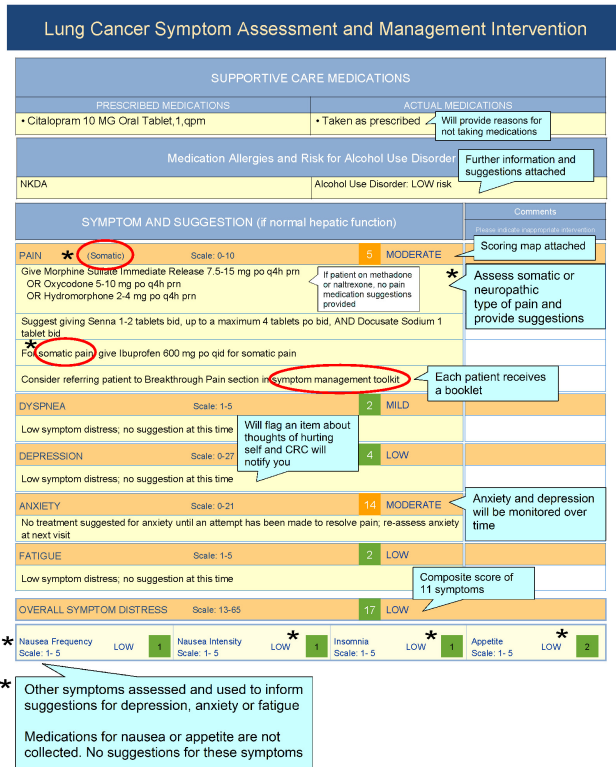 Lung Cancer Symptom Assessment and Management Intervention
SUPPORTIVE CARE MEDICATIONS
PRESCRIBED MEDICATIONS
ACTUAL MEDICATIONS
• Citalopram 10 MG Oral Tablet,1,qpm
• Taken as prescribed
Will provide reasons for
not taking medications
Medication Allergies and Risk for Alcohol Use Disorder
Further information and
suggestions attached
NKDA
Alcohol Use Disorder: LOW risk
SYMPTOM AND SUGGESTION (if normal hepatic function)
Comments
Please indicate inappropriate intervention
Scoring map attached
PAIN * (Somatic) Scale: 0-10 5 MODERATE
Give Morphine Sulfate Immediate Release 7.5-15 mg po q4h prn
OR Oxycodone 5-10 mg po q4h prn
OR Hydromorphone 2-4 mg po q4h prn
If patient on methadone
or naltrexone, no pain
medication suggestions
provided
*
Assess somatic or
neuropathic
type of pain and
provide suggestions
Suggest giving Senna 1-2 tablets bid, up to a maximum 4 tablets po bid, AND Docusate Sodium 1
tablet bid
*
For somatic pain, give Ibuprofen 600 mg po qid for somatic pain
Consider referring patient to Breakthrough Pain section in symptom management toolkit
Each patient receives
a booklet
DYSPNEA Scale: 1-5 2 MILD
Low symptom distress; no suggestion at this time
Will flag an item about
thoughts of hurting
self and CRC will
notify you
DEPRESSION Scale: 0-27 4 LOW
Low symptom distress; no suggestion at this time
ANXIETY Scale: 0-21 14 MODERATE
Anxiety and depression
will be monitored over
time
No treatment suggested for anxiety until an attempt has been made to resolve pain; re-assess anxiety
at next visit
FATIGUE Scale: 1-5 2 LOW
Low symptom distress; no suggestion at this time
Composite score of
11 symptoms
OVERALL SYMPTOM DISTRESS Scale: 13-65 17 LOW
* Nausea Frequency
Scale: 1- 5 LOW 1
Nausea Intensity *
Scale: 1- 5 LOW 1
Insomnia *
Scale: 1- 5 LOW 1
Appetite *
Scale: 1- 5 LOW 2
*
Other symptoms assessed and used to inform
suggestions for depression, anxiety or fatigue
Medications for nausea or appetite are not
collected. No suggestions for these symptoms